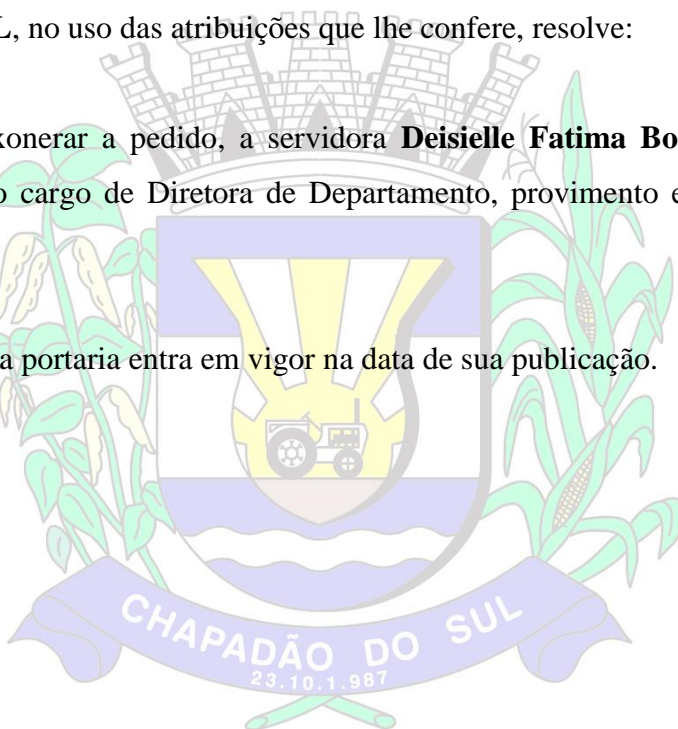 L, no uso das atribuições que lhe confere, resolve:
xonerar a pedido, a servidora Deisielle Fatima Bo
o cargo de Diretora de Departamento, provimento e
a portaria entra em vigor na data de sua publicação.
CHAPADÃO DO SUL
23.10.1.987